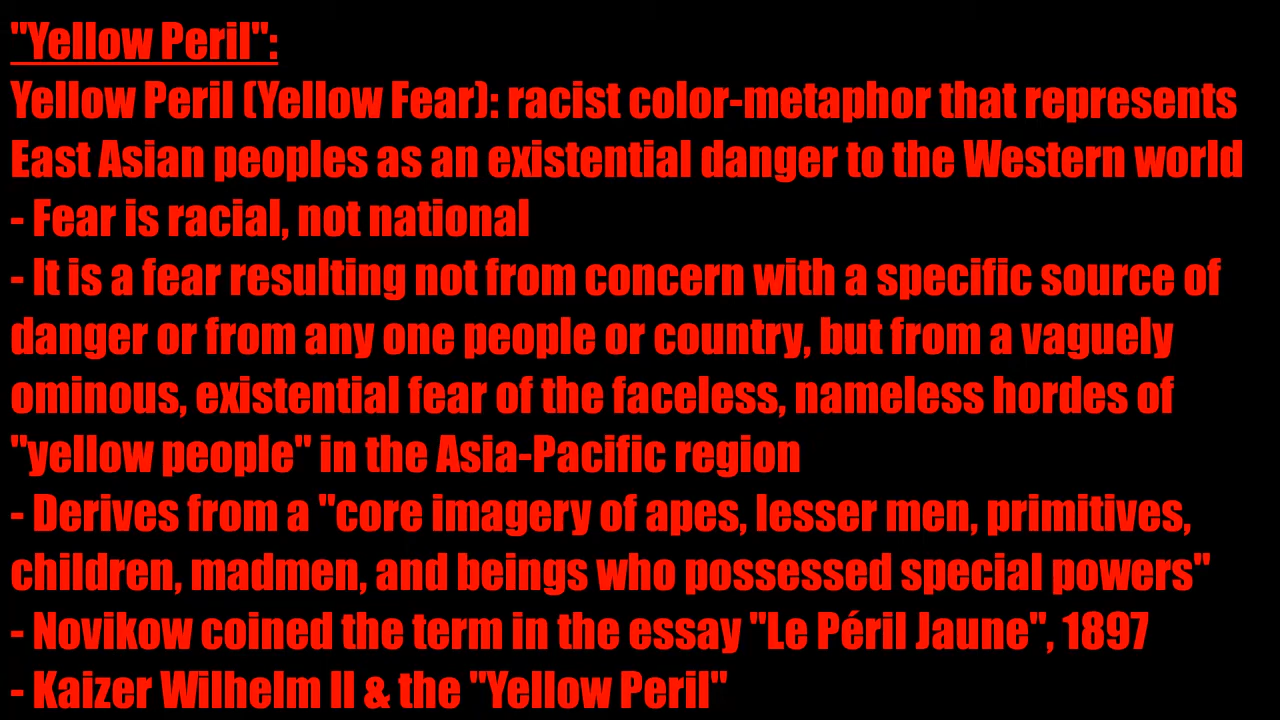 "Yellow Peril":
Yellow Peril (Yellow Fear): racist color-metaphor that represents
East Asian peoples as an existential danger to the Western world
- Fear is racial, not national
- It is a fear resulting not from concern with a specific source of
danger or from any one people or country, but from a vaguely
ominous, existential fear of the faceless, nameless hordes of
"yellow people" in the Asia-Pacific region
- Derives from a "core imagery of apes, lesser men, primitives,
children, madmen, and beings who possessed special powers"
- Novikow coined the term in the essay "Le Péril Jaune", 1897
- Kaizer Wilhelm II & the "Yellow Peril"